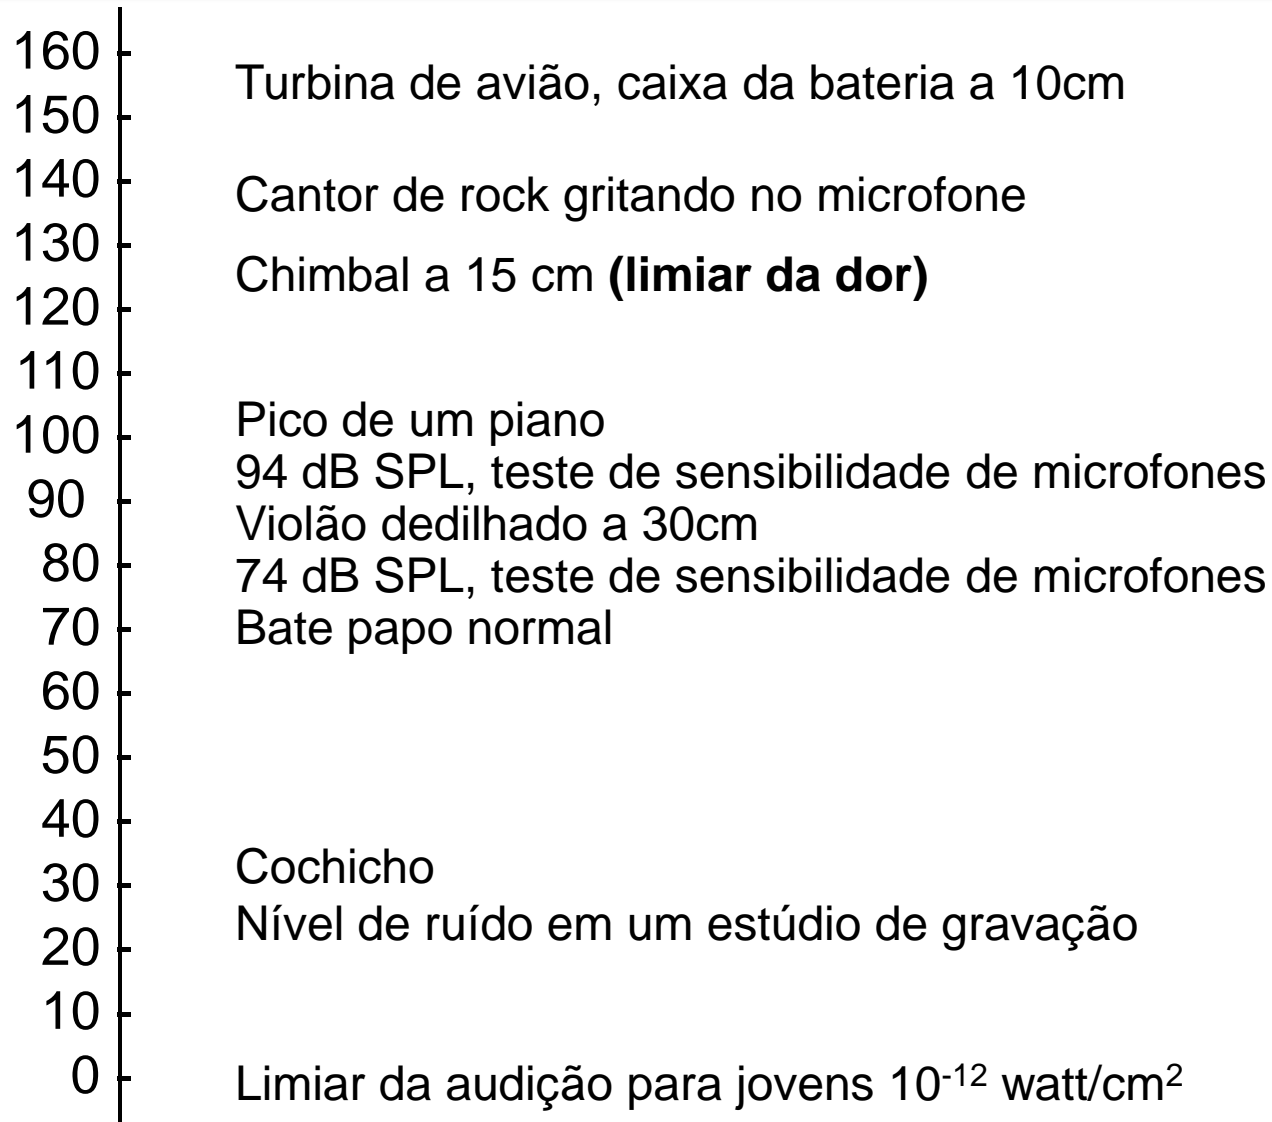 160
Turbina de avião, caixa da bateria a 10cm
150
140
Cantor de rock gritando no microfone
130
Chimbal a 15 cm (limiar da dor)
120
110
Pico de um piano
100
94 dB SPL, teste de sensibilidade de microfones
90
Violão dedilhado a 30cm
80
74 dB SPL, teste de sensibilidade de microfones
70
Bate papo normal
60
50
40
Cochicho
30
Nível de ruído em um estúdio de gravação
20
10
0
Limiar da audição para jovens 10⁻¹² watt/cm²